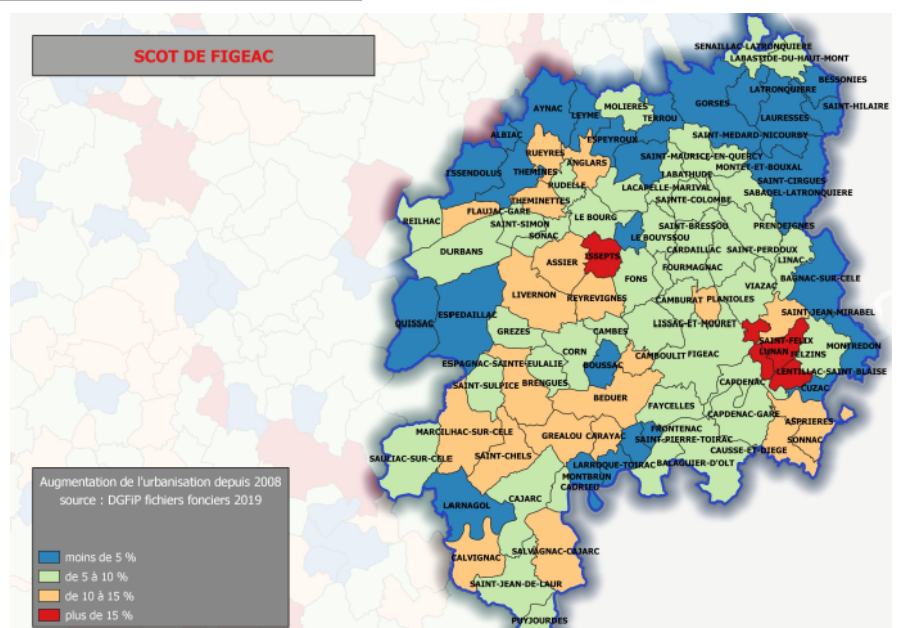 SCOT DE FIGEAC
SENAILLAC-LATRONQUIERE
LABASTIDE-DU-HAUT-MONT
BESSONIES
LATRONQUIERE
GORSES
SAINT-HILAIRE
AYNAC
MOLIERES
LEYME
TERROU
LAURESSES
ALBIAC
ESPEYROUX
SAINT-MEDARD-NICOURBY
RUEYRES
SAINT-MAURICE-EN-QUERCY
ANGLARS
MONTET-ET-BOUXAL
ISSENDOLUS
THEMINES
LABATHUDE
SAINT-CIRGUES
RUDELLE
LACAPELLE-MARIVAL
SABADEL-LATRONQUIERE
THEMINETTES
SAINTE-COLOMBE
FLAUJAC-GARE
REILHAC
LE BOURG
SAINT-SIMON
SAINT-BRESSOU
PRENDEIGNES
SONAC
LE BOUYSSOU
DURBANS
CARDAILLAC
SAINT-PERDOUX
ISSEPTS
LINAC
ASSIER
FOURMAGNAC
FONS
BAGNAC-SUR-CELE
VIAZAC
LIVERNON
REYREVIGNES
CAMBURAT
PLANIOLES
ESPEDAILLAC
SAINT-JEAN-MIRABEL
QUISSAC
LISSAC-ET-MOURET
GREZES
CAMBES
SAINT-FELIX
MONTREDON
CORN
CAMBOULIT
FIGEAC
LUNAN
FELZINS
ESPAGNAC-SAINTE-EULALIE
BOUSSAC
LENTILLAC-SAINT-BLAISE
SAINT-SULPICE
BRENGUES
CAPDENAC
CUZAC
BEDUER
FAYCELLES
CAPDENAC-GARE
ASPRIERES
MARCILHAC-SUR-CELE
FRONTENAC
GREALOU
CARAYAC
SAINT-PIERRE-TOIRAC
SONNAC
CAUSSE-ET-DIEGE
SAULIAC-SUR-CELE
SAINT-CHELS
BALAGUIER-D'OLT
LARROQUE-TOIRAC
MONTBRUN
CADRIEU
CAJARC
LARNAGOL
SALVAGNAC-CAJARC
CALVIGNAC
SAINT-JEAN-DE-LAUR
PUYJOURDES
Augmentation de l'urbanisation depuis 2008
source : DGFiP fichiers fonciers 2019
moins de 5 %
de 5 à 10 %
de 10 à 15 %
plus de 15 %